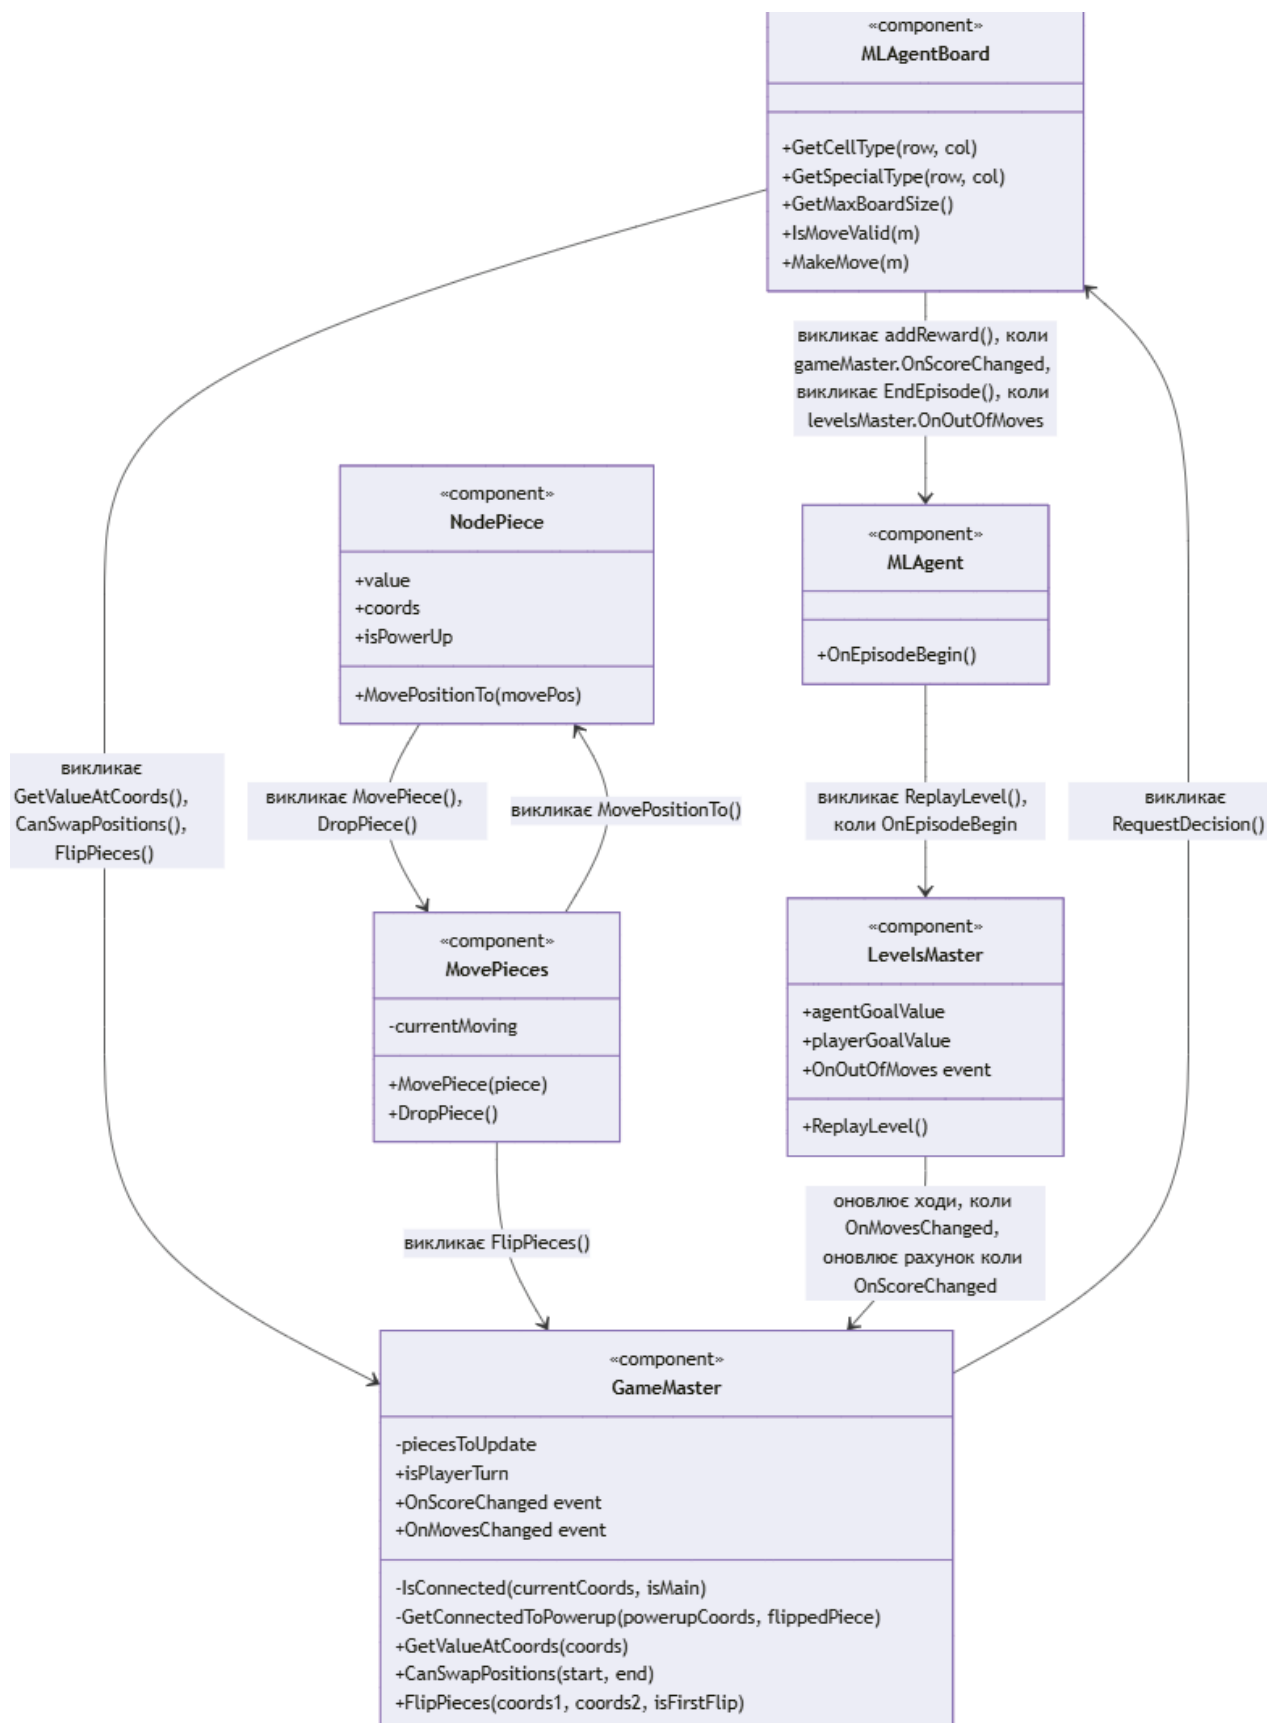 «component»
MLAgentBoard
+GetCellType(row, col)
+GetSpecialType(row, col)
+GetMaxBoardSize()
+IsMoveValid(m)
+MakeMove(m)
викликає addReward(), коли
gameMaster.OnScoreChanged,
викликає EndEpisode(), коли
levelsMaster.OnOutOfMoves
«component»
NodePiece
+value
+coords
+isPowerUp
+MovePositionTo(movePos)
«component»
MLAgent
+OnEpisodeBegin()
викликає
GetValueAtCoords(),
CanSwapPositions(),
FlipPieces()
викликає MovePiece(),
DropPiece()
викликає MovePositionTo()
викликає ReplayLevel(),
коли OnEpisodeBegin
викликає
RequestDecision()
«component»
MovePieces
-currentMoving
+MovePiece(piece)
+DropPiece()
«component»
LevelsMaster
+agentGoalValue
+playerGoalValue
+OnOutOfMoves event
+ReplayLevel()
викликає FlipPieces()
оновлює ходи, коли
OnMovesChanged,
оновлює рахунок коли
OnScoreChanged
«component»
GameMaster
-piecesToUpdate
+isPlayerTurn
+OnScoreChanged event
+OnMovesChanged event
-IsConnected(currentCoords, isMain)
-GetConnectedToPowerup(powerupCoords, flippedPiece)
+GetValueAtCoords(coords)
+CanSwapPositions(start, end)
+FlipPieces(coords1, coords2, isFirstFlip)